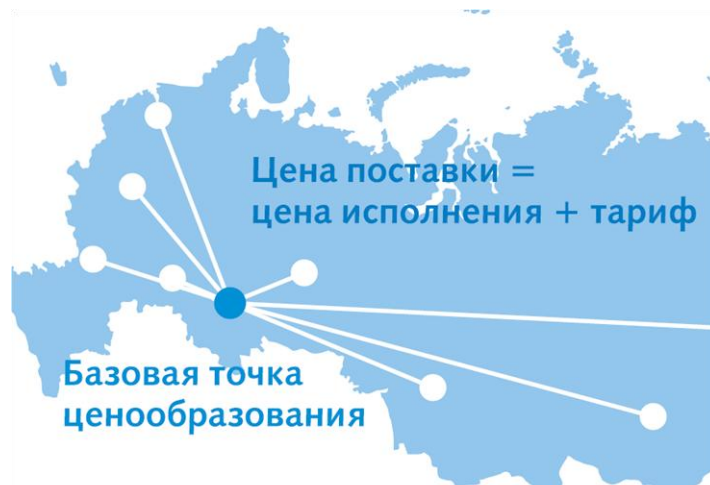 Цена поставки =
цена исполнения + тариф
Базовая точка
ценообразования